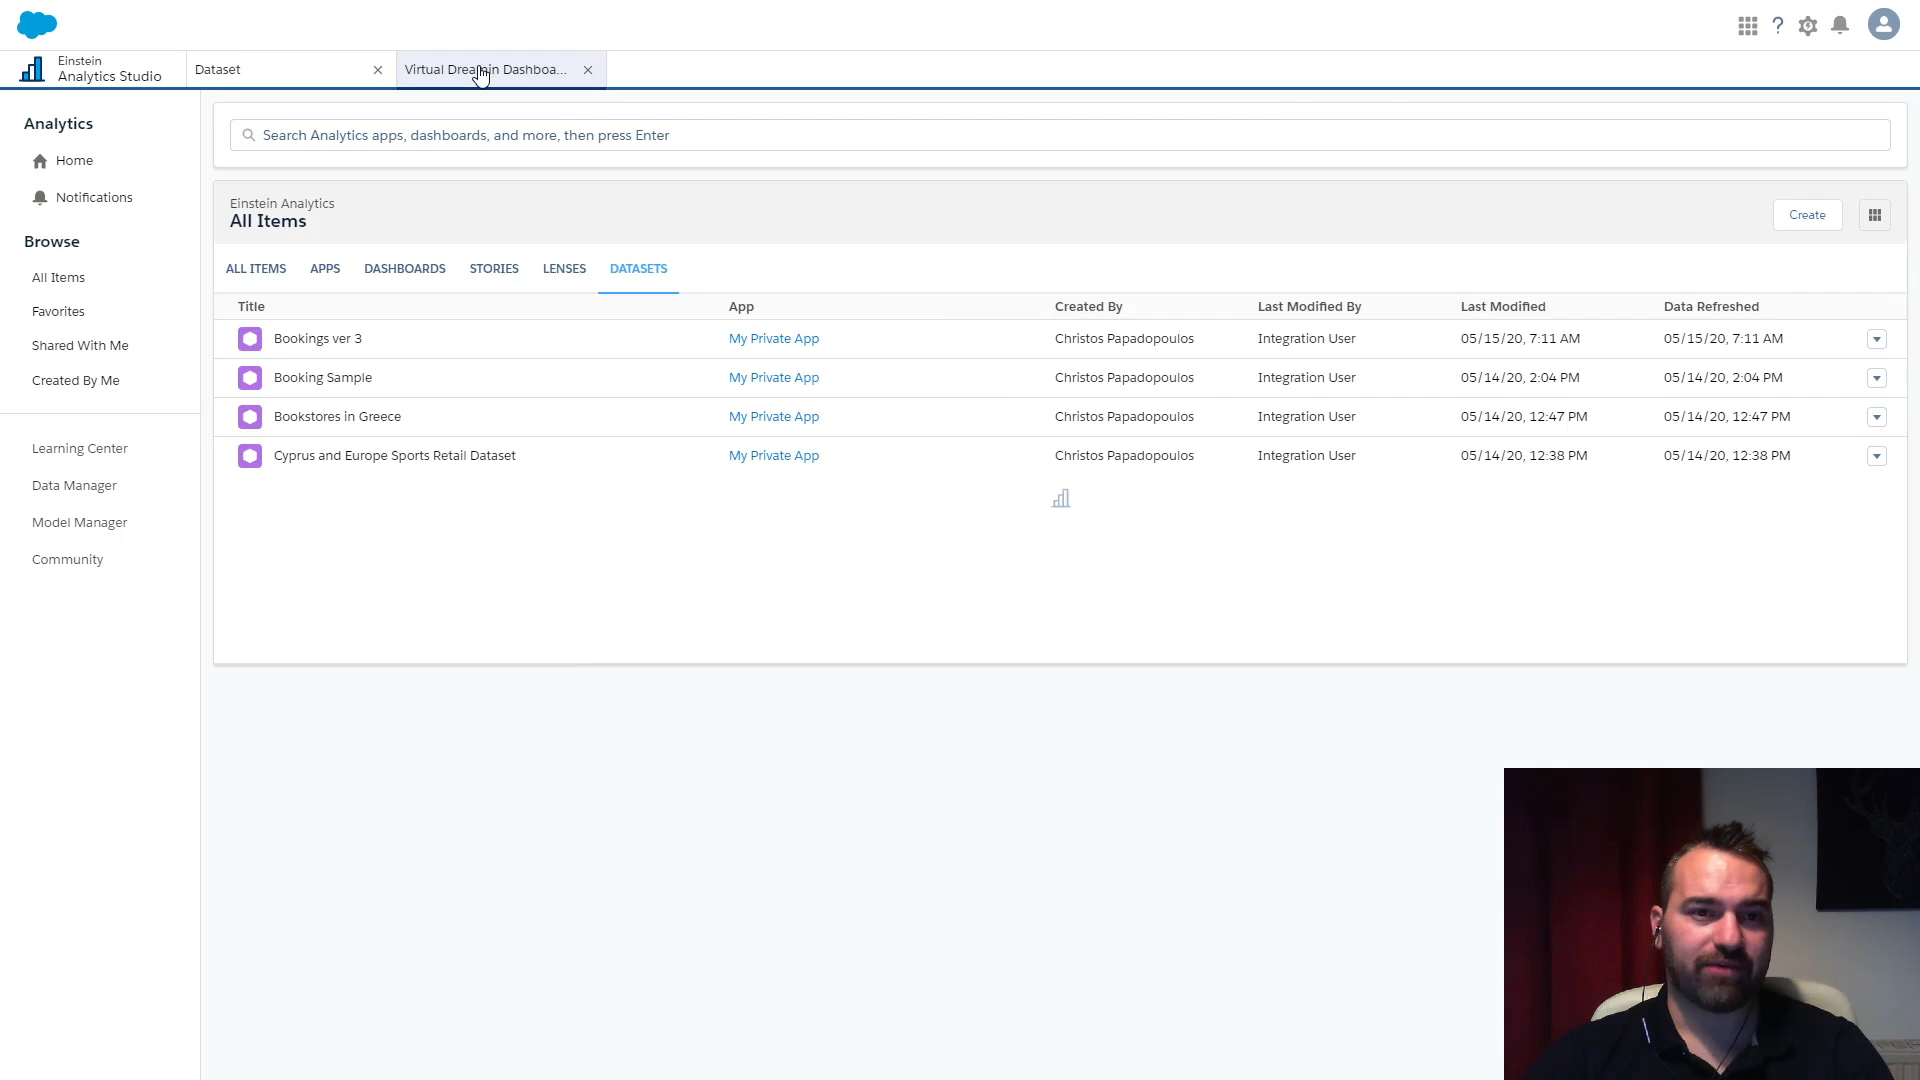 Einstein
Analytics Studio
Dataset
Virtual Dreamin Dashboa...
Analytics
Home
Notifications
Browse
All Items
Favorites
Shared With Me
Created By Me
Learning Center
Data Manager
Model Manager
Community
Search Analytics apps, dashboards, and more, then press Enter
Einstein Analytics
All Items
Create
ALL ITEMS APPS DASHBOARDS STORIES LENSES DATASETS
Title App Created By Last Modified By Last Modified Data Refreshed
Bookings ver 3 My Private App Christos Papadopoulos Integration User 05/15/20, 7:11 AM 05/15/20, 7:11 AM
Booking Sample My Private App Christos Papadopoulos Integration User 05/14/20, 2:04 PM 05/14/20, 2:04 PM
Bookstores in Greece My Private App Christos Papadopoulos Integration User 05/14/20, 12:47 PM 05/14/20, 12:47 PM
Cyprus and Europe Sports Retail Dataset My Private App Christos Papadopoulos Integration User 05/14/20, 12:38 PM 05/14/20, 12:38 PM